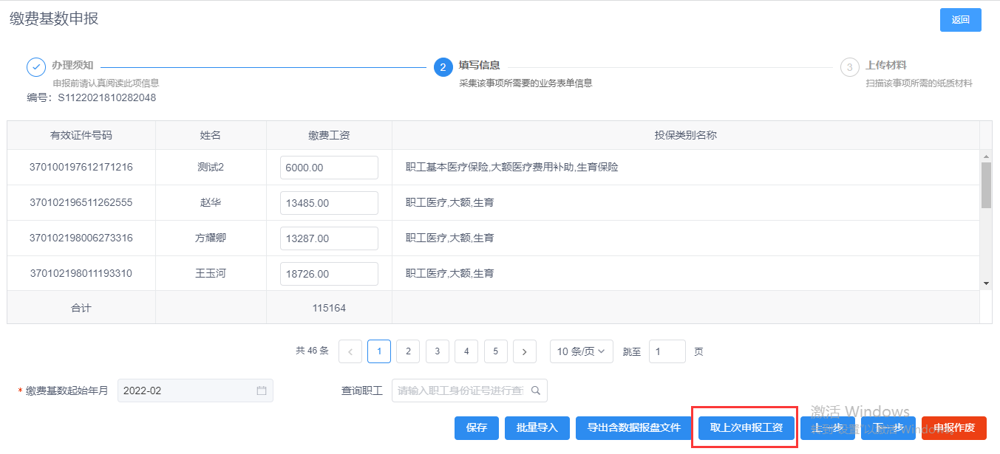 缴费基数申报
返回
办理须知
2 填写信息
3 上传材料
申报前请认真阅读此项信息
采集该事项所需要的业务表单信息
扫描该事项所需的纸质材料
编号：S1122021810282048
有效证件号码 姓名 缴费工资 投保类别名称
370100197612171216 测试2 6000.00 职工基本医疗保险,大额医疗费用补助,生育保险
370102196511262555 赵华 13485.00 职工医疗,大额,生育
370102198006273316 方耀卿 13287.00 职工医疗,大额,生育
370102198011193310 王玉河 18726.00 职工医疗,大额,生育
合计 115164
共 46 条 1 2 3 4 5 10 条/页 跳至 1 页
* 缴费基数起始年月 2022-02 查询职工 请输入职工身份证号进行查
激活 Windows
保存 批量导入 导出含数据报盘文件 取上次申报工资 上一步 下一步 申报作废
转到"设置"以激活 Windows。